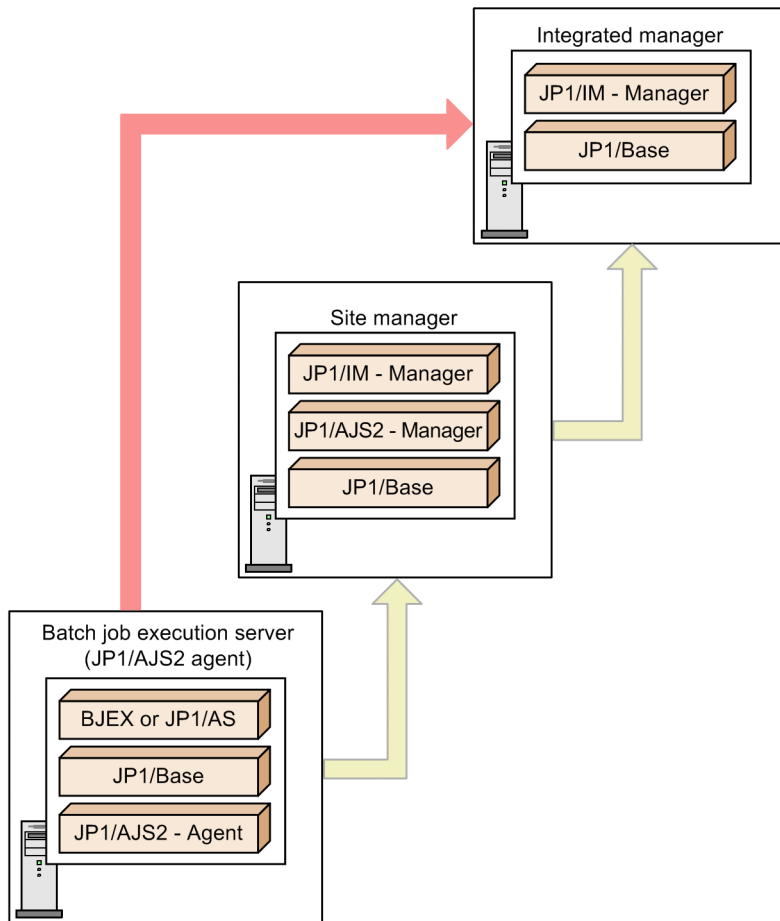 Integrated manager
JP1/IM - Manager
JP1/Base
Site manager
JP1/IM - Manager
JP1/AJS2 - Manager
JP1/Base
Batch job execution server
(JP1/AJS2 agent)
BJEX or JP1/AS
JP1/Base
JP1/AJS2 - Agent